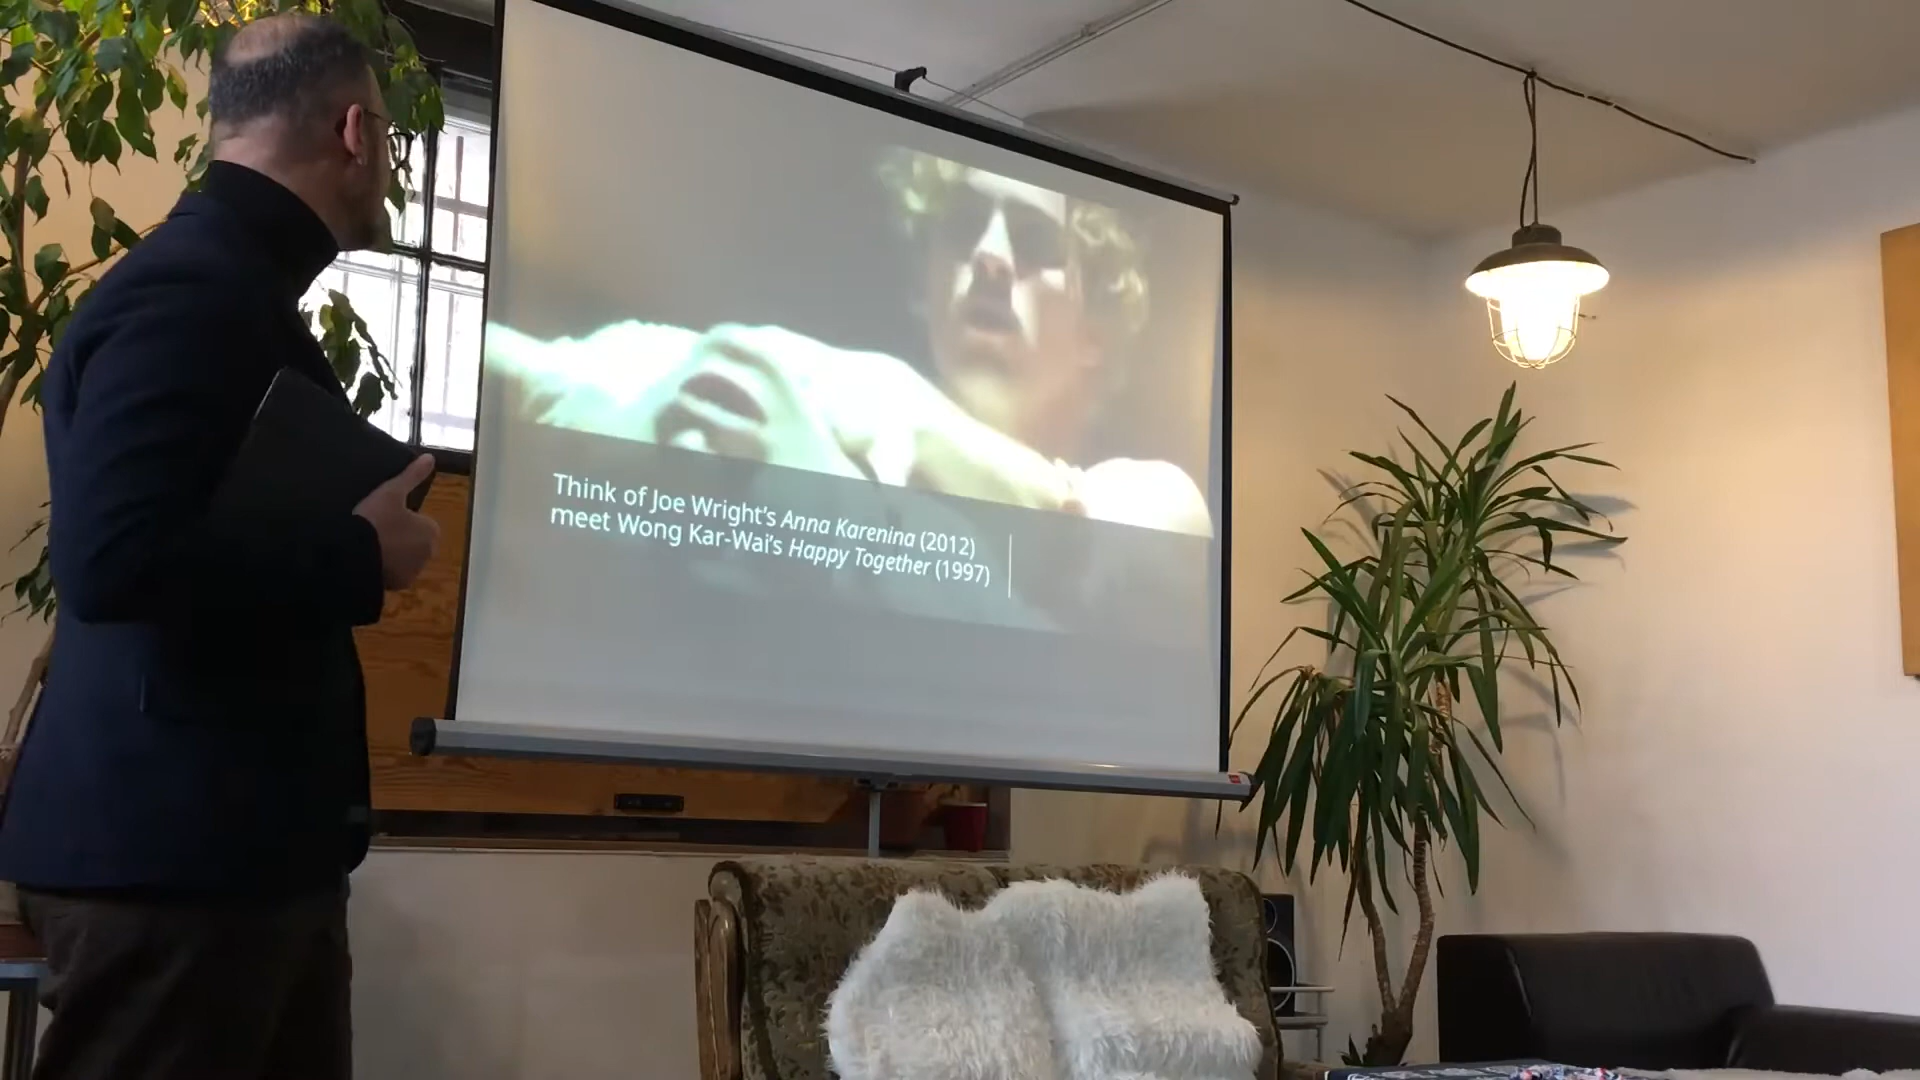 Think of Joe Wright's Anna Karenina (2012)
meet Wong Kar-Wai's Happy Together (1997)